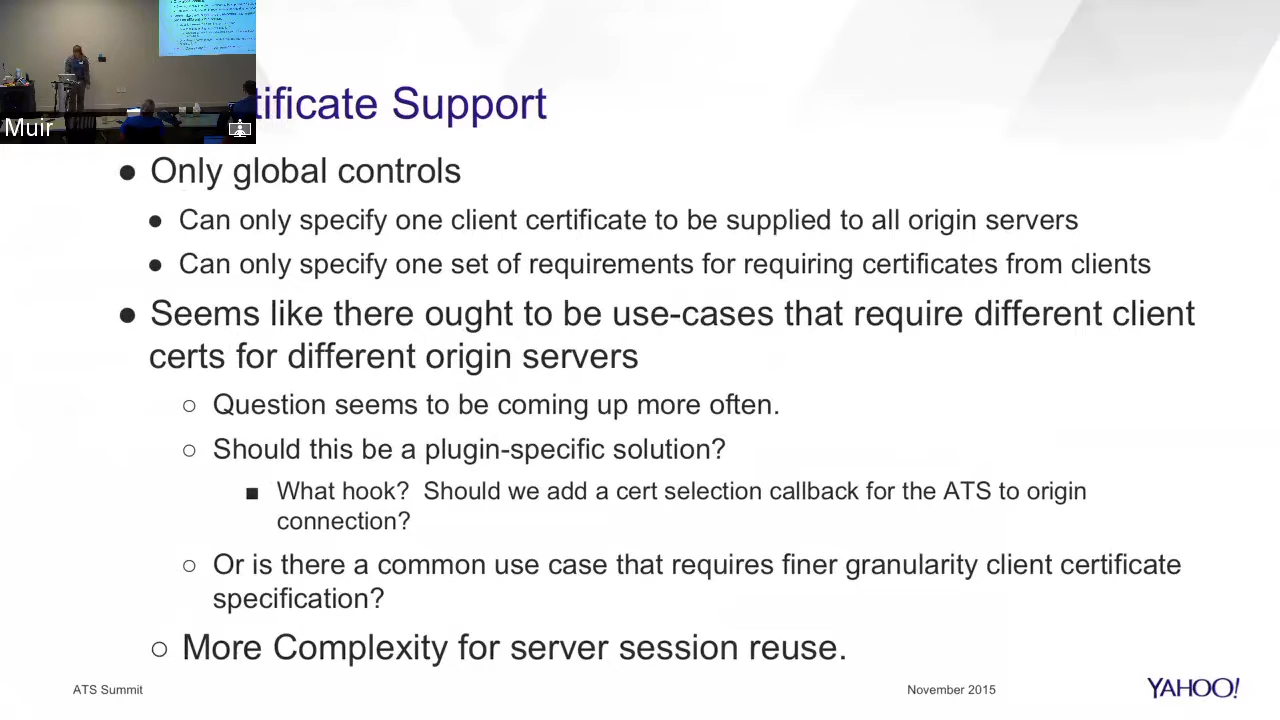 tificate Support
Muir
● Only global controls
● Can only specify one client certificate to be supplied to all origin servers
● Can only specify one set of requirements for requiring certificates from clients
● Seems like there ought to be use-cases that require different client
certs for different origin servers
○ Question seems to be coming up more often.
○ Should this be a plugin-specific solution?
■ What hook?  Should we add a cert selection callback for the ATS to origin
connection?
○ Or is there a common use case that requires finer granularity client certificate
specification?
○ More Complexity for server session reuse.
ATS Summit
November 2015
YAHOO!